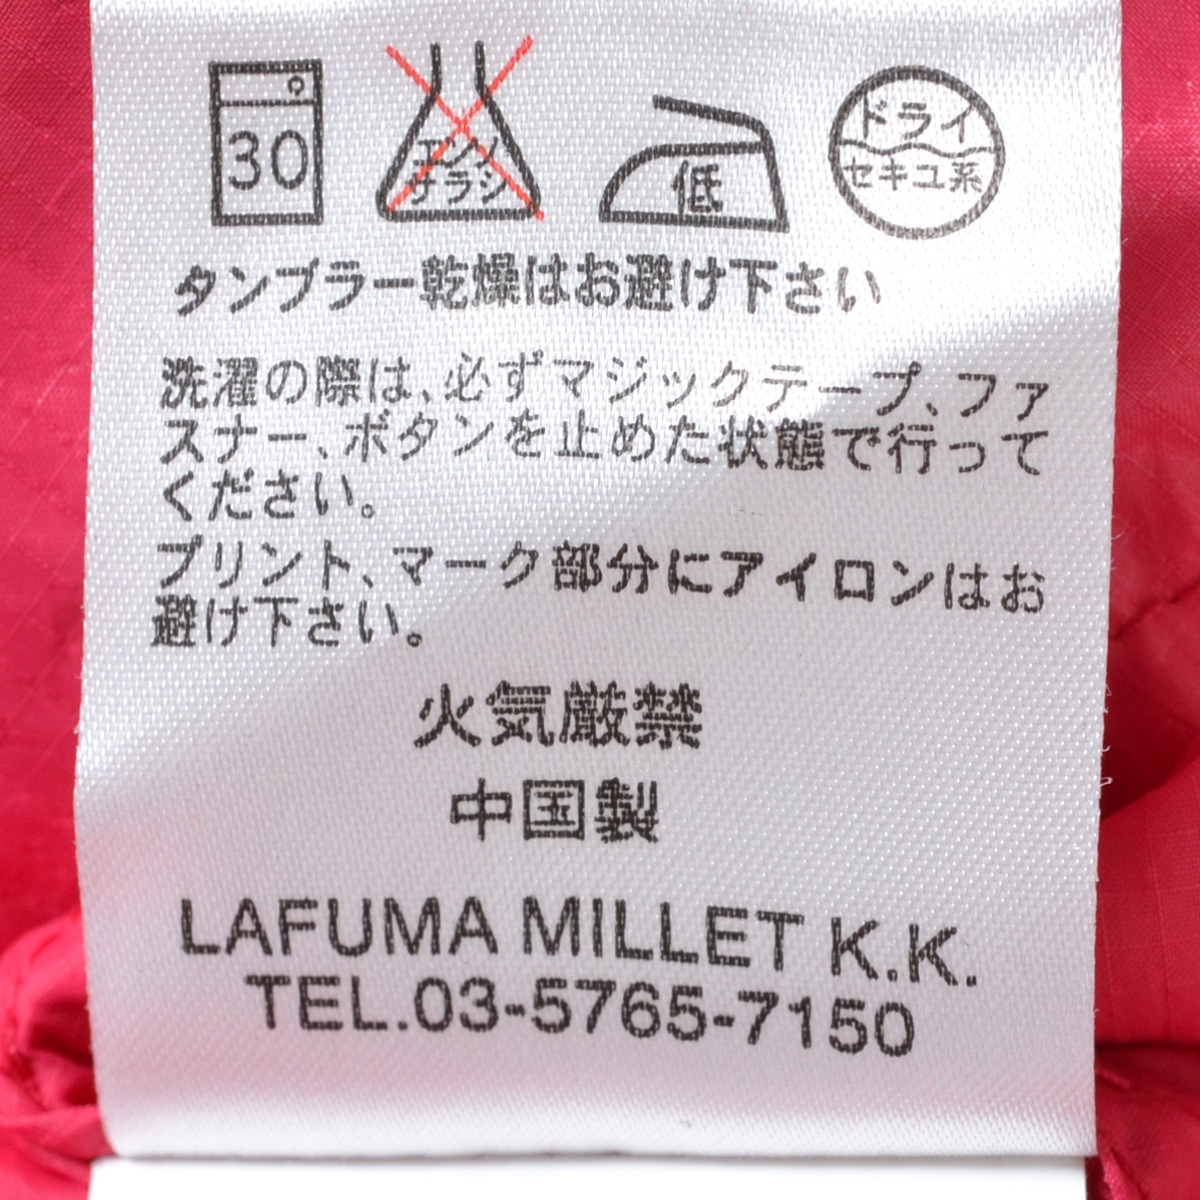 30 エンソ サラシ 低 ドライ セキユ系
タンブラー乾燥はお避け下さい
洗濯の際は、必ずマジックテープ、ファ
スナー、ボタンを止めた状態で行って
ください。
プリント、マーク部分にアイロンはお
避け下さい。
火気厳禁
中国製
LAFUMA MILLET K.K.
TEL.03-5765-7150